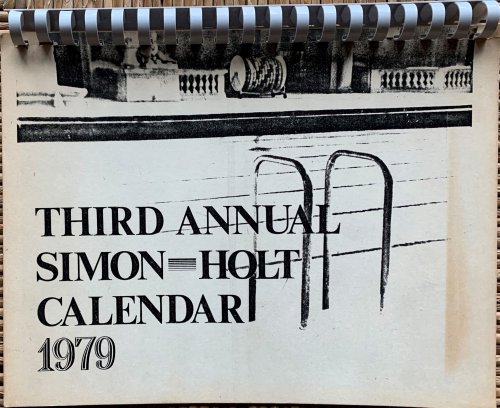 THIRD ANNUAL
SIMON=HOLT
CALENDAR
1979